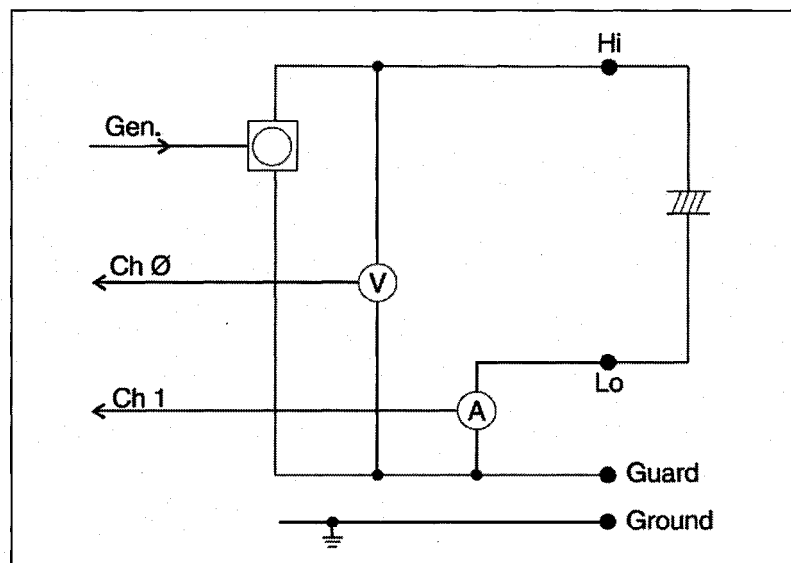 Hi
Gen.
Ch Ø
V
Lo
Ch 1
A
Guard
Ground